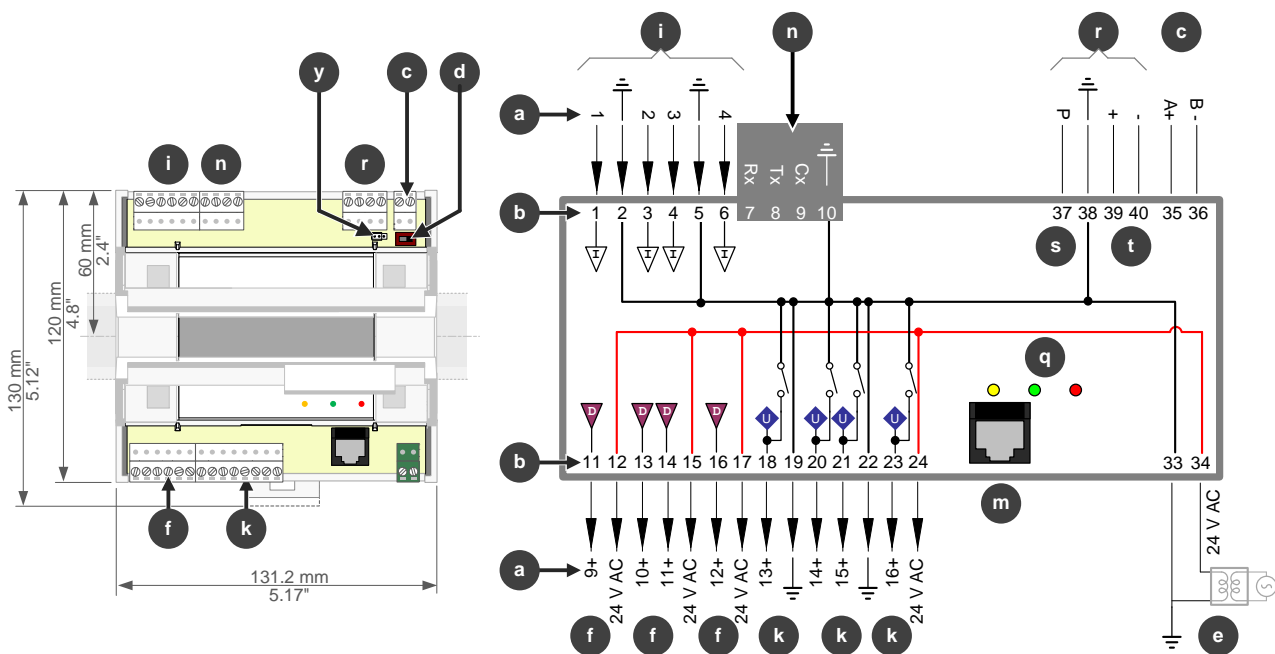 i
n
r
c
y
c
d
a
1
2
3
4
P
+
-
A+
B-
Rx
Tx
Cx
i
n
r
b
1
2
3
4
5
6
7
8
9
10
37
38
39
40
35
36
s
t
I
I
I
I
60 mm
2.4"
120 mm
4.8"
130 mm
5.12"
q
D
D
D
D
U
U
U
U
b
11
12
13
14
15
16
17
18
19
20
21
22
23
24
33
34
f
k
m
a
9+
24 V AC
10+
11+
24 V AC
12+
24 V AC
13+
14+
15+
16+
24 V AC
24 V AC
131.2 mm
5.17"
f
f
f
k
k
k
e